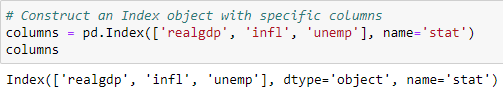 # Construct an Index object with specific columns
columns = pd.Index(['realgdp', 'infl', 'unemp'], name='stat')
columns
Index(['realgdp', 'infl', 'unemp'], dtype='object', name='stat')